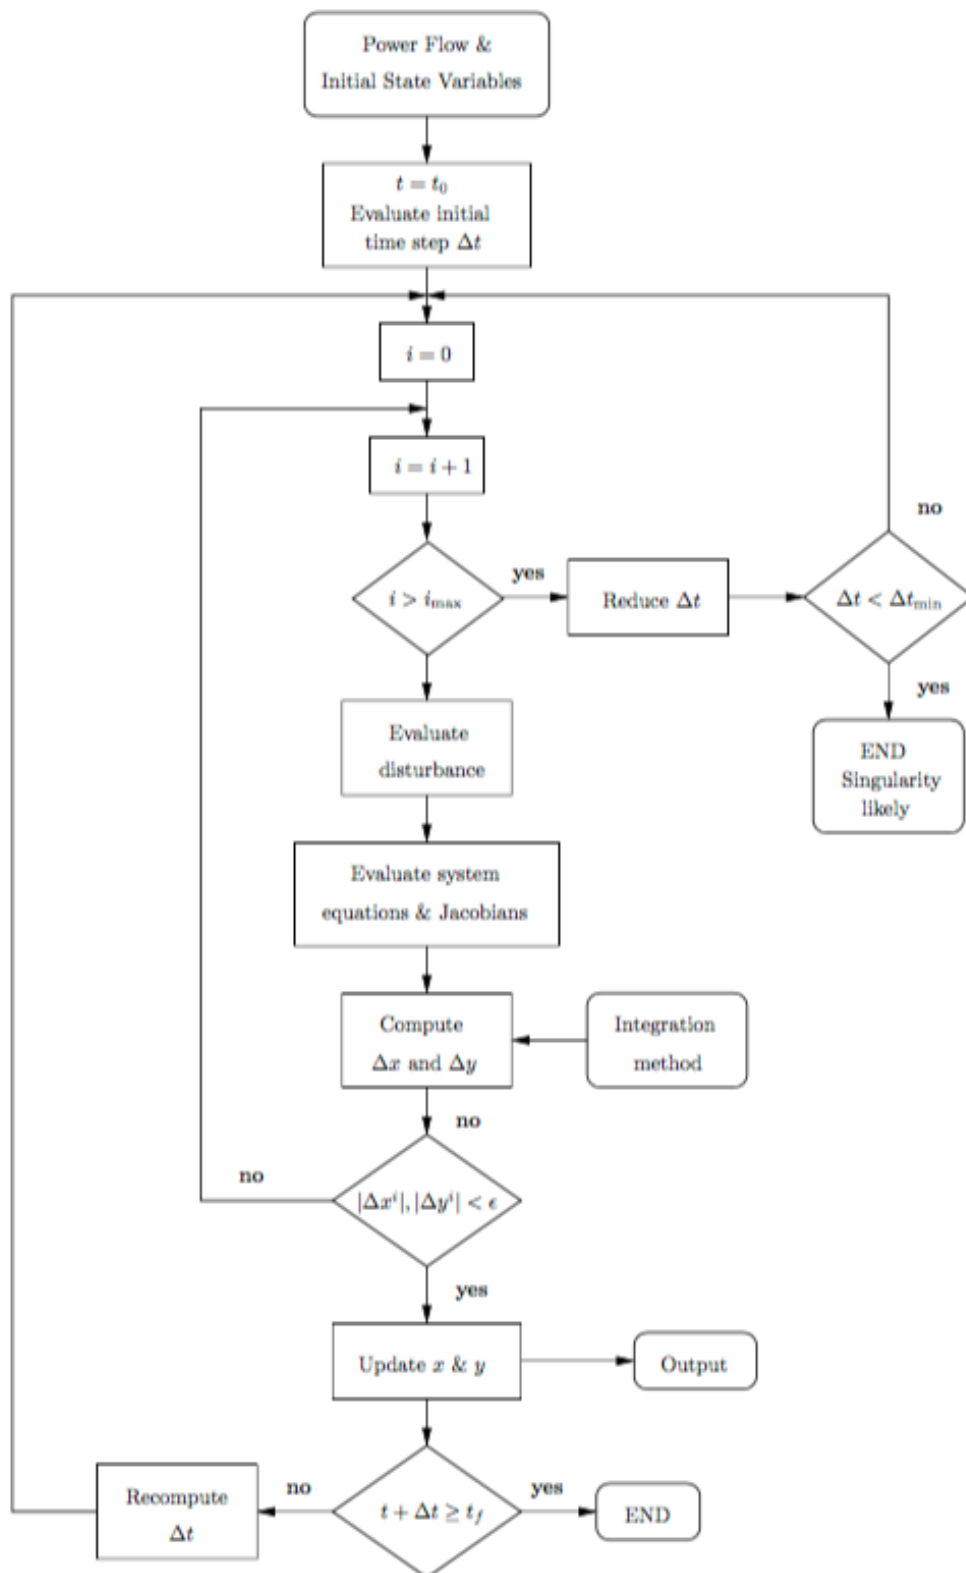 Power Flow &
Initial State Variables
t = t₀
Evaluate initial
time step Δt
i = 0
i = i + 1
i > i_max
yes
Reduce Δt
Δt < Δt_min
no
yes
END
Singularity
likely
Evaluate
disturbance
Evaluate system
equations & Jacobians
Compute
Δx and Δy
Integration
method
no
no
|Δxⁱ|, |Δyⁱ| < ϵ
yes
Update x & y
Output
t + Δt ≥ t_f
no
Recompute
Δt
yes
END